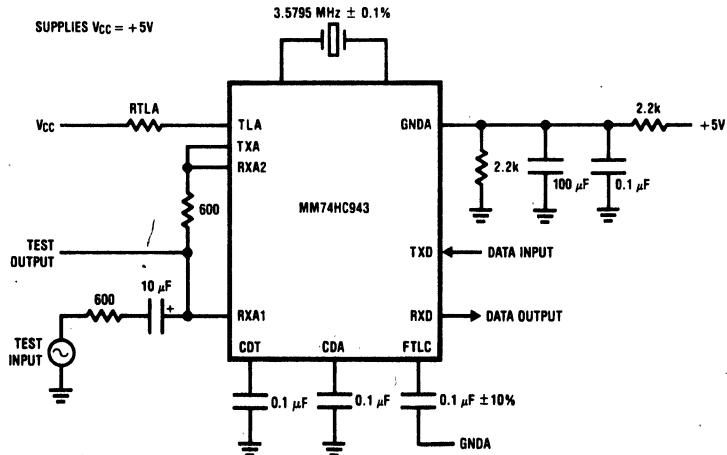 SUPPLIES VCC = +5V
3.5795 MHz ± 0.1%
VCC
RTLA
TLA
TXA
RXA2
GNDA
2.2k
+5V
2.2k
100 µF
0.1 µF
600
MM74HC943
TEST
OUTPUT
TXD
DATA INPUT
600
10 µF
+
RXA1
RXD
DATA OUTPUT
TEST
INPUT
CDT
CDA
FTLC
0.1 µF
0.1 µF
0.1 µF ±10%
GNDA